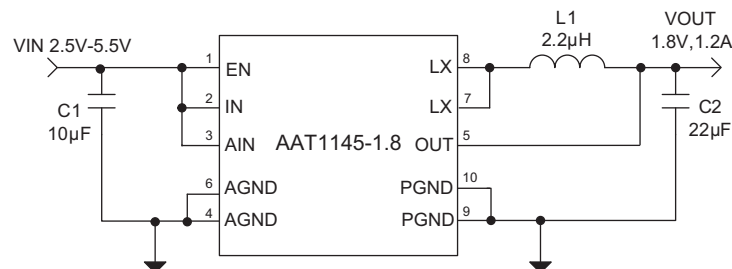 L1
2.2µH
VIN 2.5V-5.5V
VOUT
1.8V,1.2A
C1
10µF
1
EN
2
IN
3
AIN
6
AGND
4
AGND
AAT1145-1.8
8
LX
7
LX
5
OUT
10
PGND
9
PGND
C2
22µF